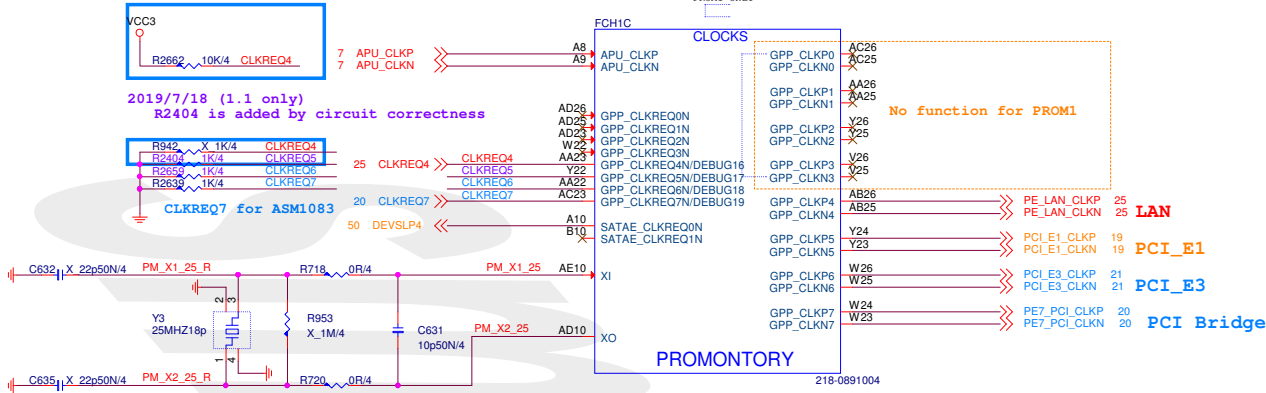 FCH1C
CLOCKS
VCC3
R2662 10K/4 CLKREQ4
7 APU_CLKP A8 APU_CLKP
7 APU_CLKN A9 APU_CLKN
GPP_CLKP0 AC26
GPP_CLKN0 AC25
GPP_CLKP1 AA26
GPP_CLKN1 AA25
No function for PROM1
2019/7/18 (1.1 only)
R2404 is added by circuit correctness
AD26 GPP_CLKREQ0N
AD25 GPP_CLKREQ1N
AD23 GPP_CLKREQ2N
W22 GPP_CLKREQ3N
GPP_CLKP2 Y26
GPP_CLKN2 Y25
GPP_CLKP3 V26
GPP_CLKN3 V25
R942 X_1K/4 CLKREQ4
R2404 1K/4 CLKREQ5
R2659 1K/4 CLKREQ6
R2639 1K/4 CLKREQ7
25 CLKREQ4 CLKREQ4 AA23 GPP_CLKREQ4N/DEBUG16
CLKREQ5 Y22 GPP_CLKREQ5N/DEBUG17
CLKREQ6 AA22 GPP_CLKREQ6N/DEBUG18
20 CLKREQ7 CLKREQ7 AC23 GPP_CLKREQ7N/DEBUG19
CLKREQ7 for ASM1083
GPP_CLKP4 AB26 PE_LAN_CLKP 25
GPP_CLKN4 AB25 PE_LAN_CLKN 25
LAN
50 DEVSLP4 A10 SATAE_CLKREQ0N
B10 SATAE_CLKREQ1N
GPP_CLKP5 Y24 PCI_E1_CLKP 19
GPP_CLKN5 Y23 PCI_E1_CLKN 19
PCI_E1
C632 X_22p50N/4 PM_X1_25_R R718 0R/4 PM_X1_25 AE10 XI
GPP_CLKP6 W26 PCI_E3_CLKP 21
GPP_CLKN6 W25 PCI_E3_CLKN 21
PCI_E3
2 3
Y3
25MHZ18p
1 4
R953
X_1M/4
C631
10p50N/4
PM_X2_25 AD10 XO
GPP_CLKP7 W24 PE7_PCI_CLKP 20
GPP_CLKN7 W23 PE7_PCI_CLKN 20
PCI Bridge
PROMONTORY
C635 X_22p50N/4 PM_X2_25_R R720 0R/4
218-0891004